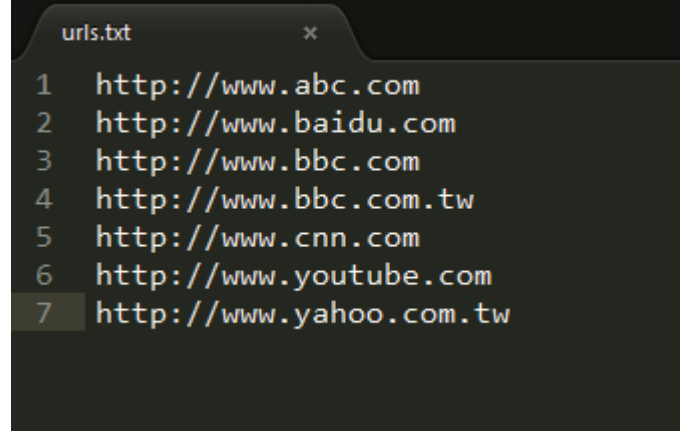 urls.txt ×
1 http://www.abc.com
2 http://www.baidu.com
3 http://www.bbc.com
4 http://www.bbc.com.tw
5 http://www.cnn.com
6 http://www.youtube.com
7 http://www.yahoo.com.tw